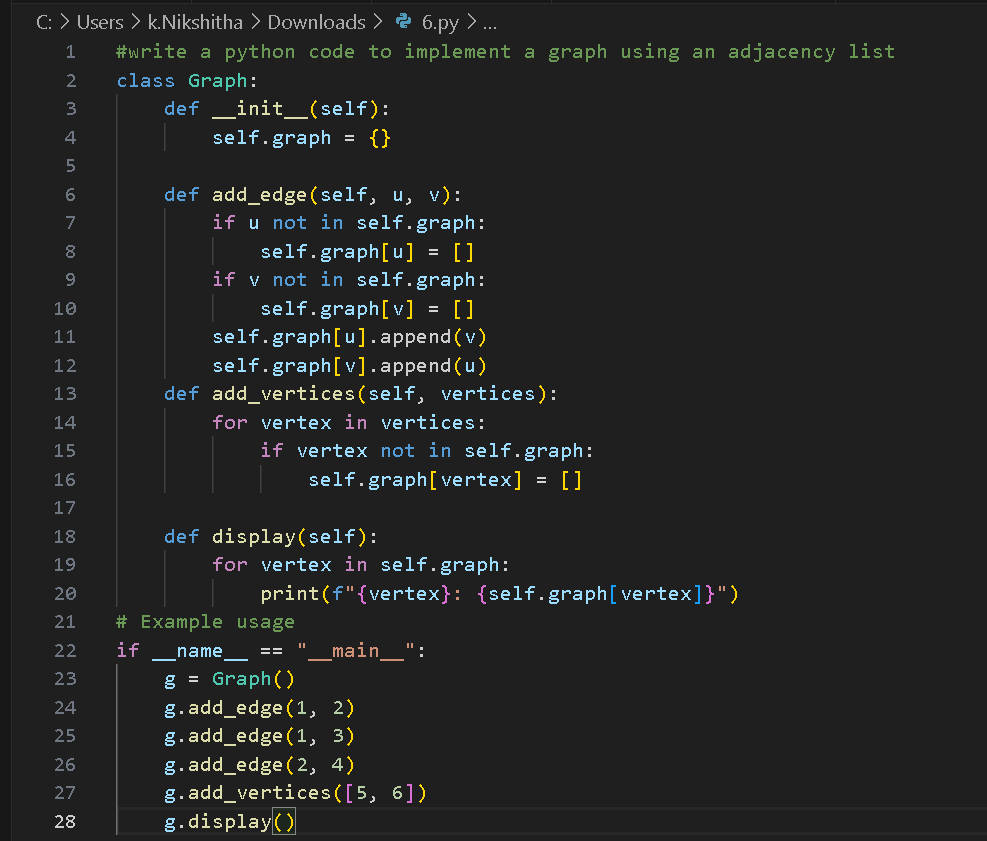 C: > Users > k.Nikshitha > Downloads > 6.py > ...
1 #write a python code to implement a graph using an adjacency list
2 class Graph:
3     def __init__(self):
4         self.graph = {}
5
6     def add_edge(self, u, v):
7         if u not in self.graph:
8             self.graph[u] = []
9         if v not in self.graph:
10             self.graph[v] = []
11         self.graph[u].append(v)
12         self.graph[v].append(u)
13     def add_vertices(self, vertices):
14         for vertex in vertices:
15             if vertex not in self.graph:
16                 self.graph[vertex] = []
17
18     def display(self):
19         for vertex in self.graph:
20             print(f"{vertex}: {self.graph[vertex]}")
21 # Example usage
22 if __name__ == "__main__":
23     g = Graph()
24     g.add_edge(1, 2)
25     g.add_edge(1, 3)
26     g.add_edge(2, 4)
27     g.add_vertices([5, 6])
28     g.display()